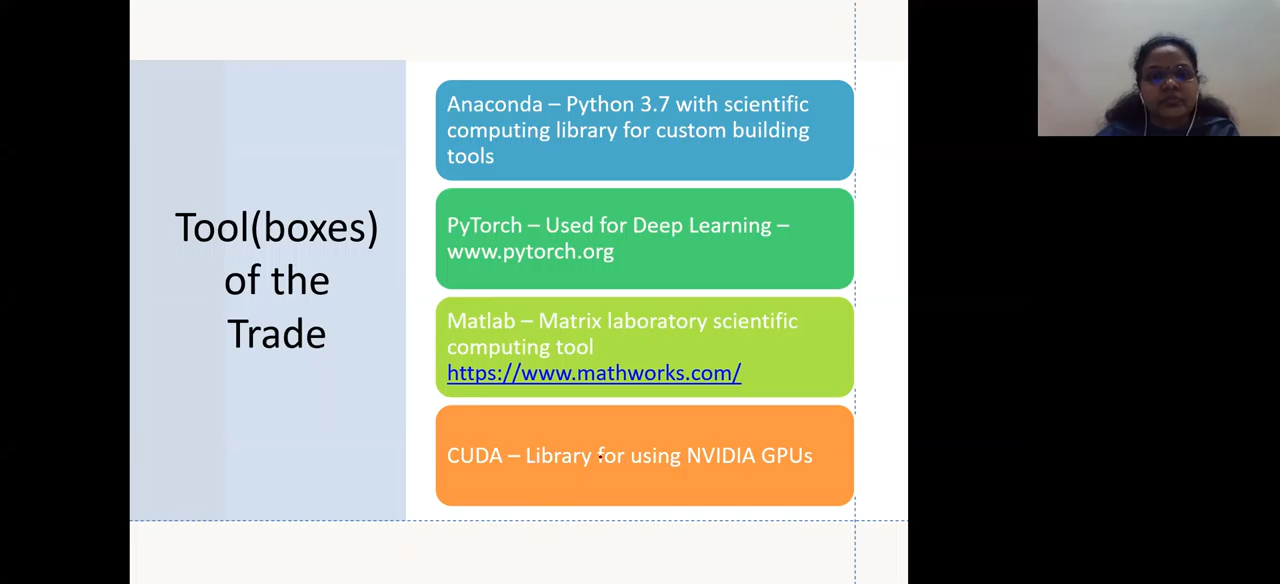 Tool(boxes)
of the
Trade
Anaconda – Python 3.7 with scientific
computing library for custom building
tools
PyTorch – Used for Deep Learning –
www.pytorch.org
Matlab – Matrix laboratory scientific
computing tool
https://www.mathworks.com/
CUDA – Library for using NVIDIA GPUs